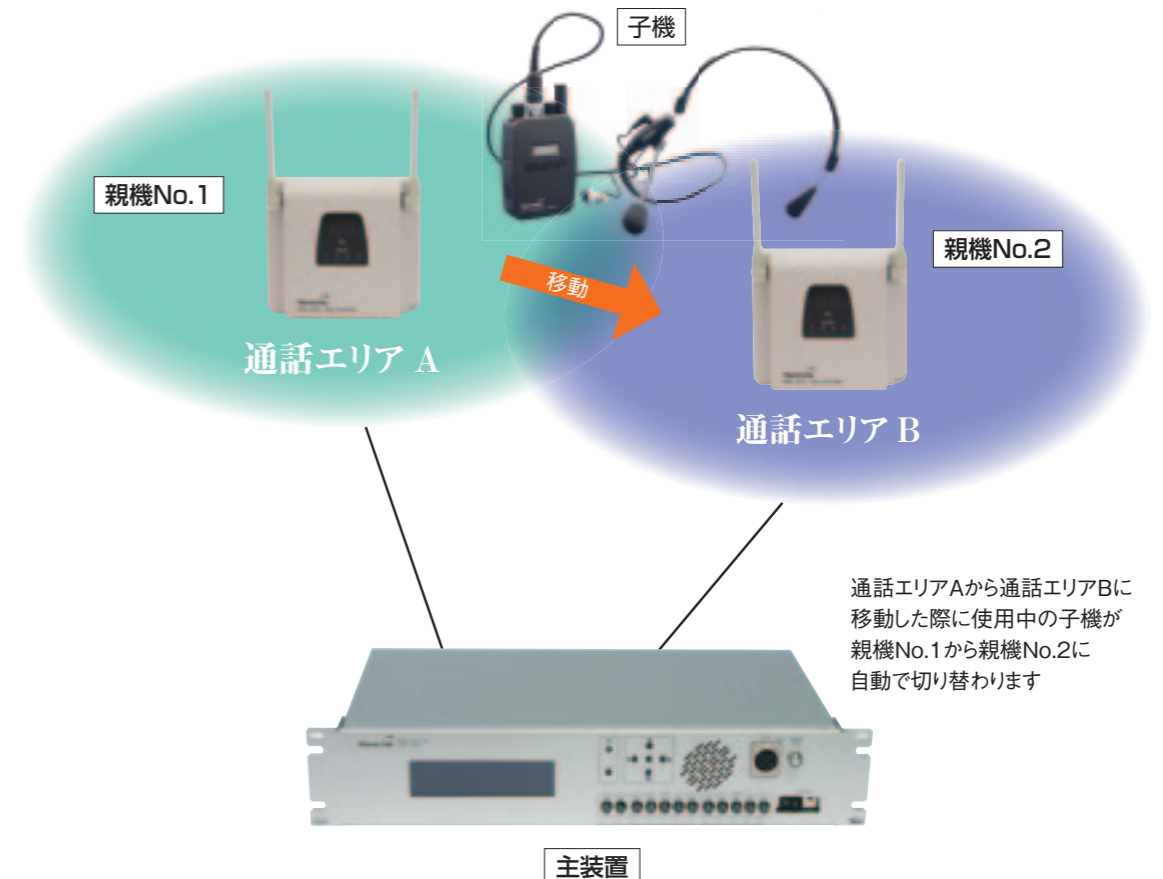 子機
親機No.1
親機No.2
移動
通話エリア A
通話エリア B
通話エリアAから通話エリアBに
移動した際に使用中の子機が
親機No.1から親機No.2に
自動で切り替わります
主装置